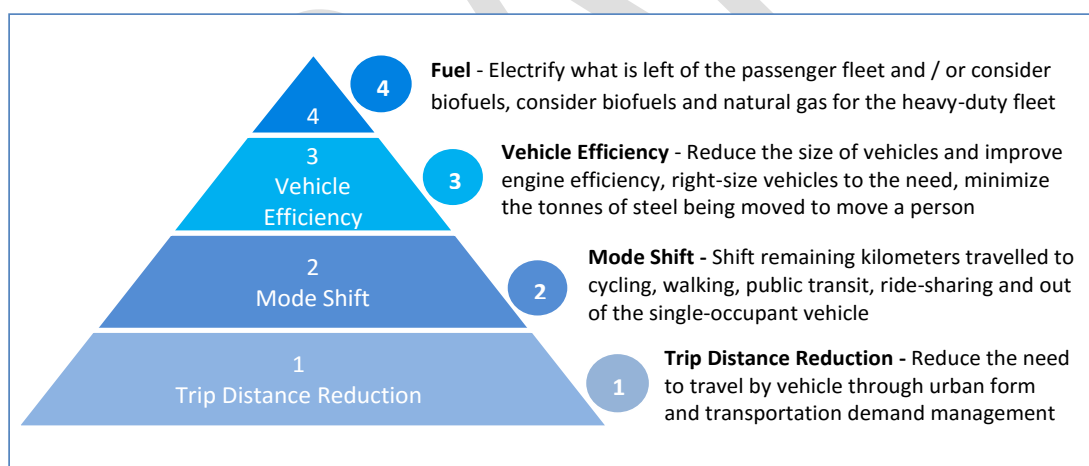 4
Fuel - Electrify what is left of the passenger fleet and / or consider
biofuels, consider biofuels and natural gas for the heavy-duty fleet
4
3
Vehicle
Efficiency
3
Vehicle Efficiency - Reduce the size of vehicles and improve
engine efficiency, right-size vehicles to the need, minimize
the tonnes of steel being moved to move a person
2
Mode Shift
2
Mode Shift - Shift remaining kilometers travelled to
cycling, walking, public transit, ride-sharing and out
of the single-occupant vehicle
1
Trip Distance Reduction
1
Trip Distance Reduction - Reduce the need
to travel by vehicle through urban form
and transportation demand management